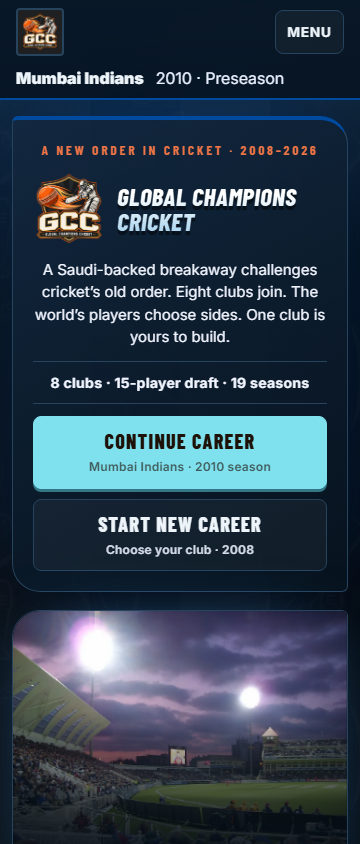 GCC
MENU
Mumbai Indians 2010 · Preseason
A NEW ORDER IN CRICKET · 2008–2026
GCC
GLOBAL CHAMPIONS CRICKET
GLOBAL CHAMPIONS
CRICKET
A Saudi-backed breakaway challenges
cricket’s old order. Eight clubs join. The
world’s players choose sides. One club is
yours to build.
8 clubs · 15-player draft · 19 seasons
CONTINUE CAREER
Mumbai Indians · 2010 season
START NEW CAREER
Choose your club · 2008